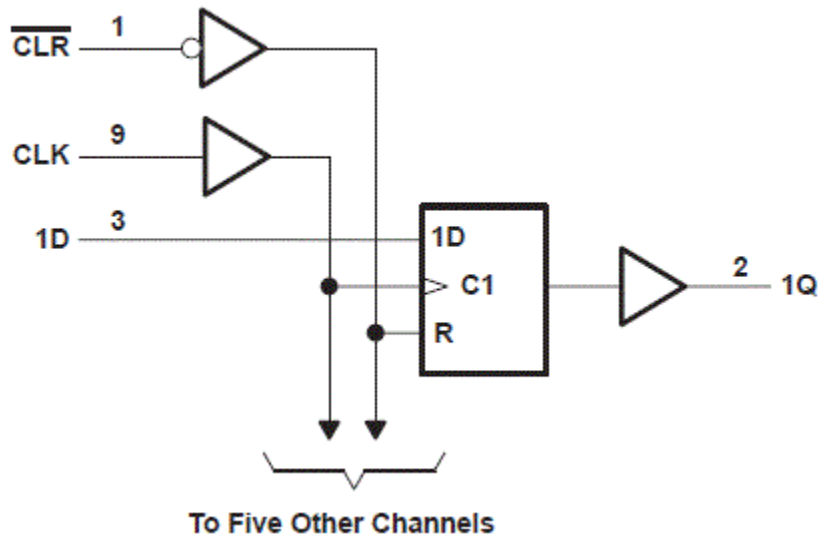 CLR 1
CLK 9
1D 3
1D
C1
R
2 1Q
To Five Other Channels